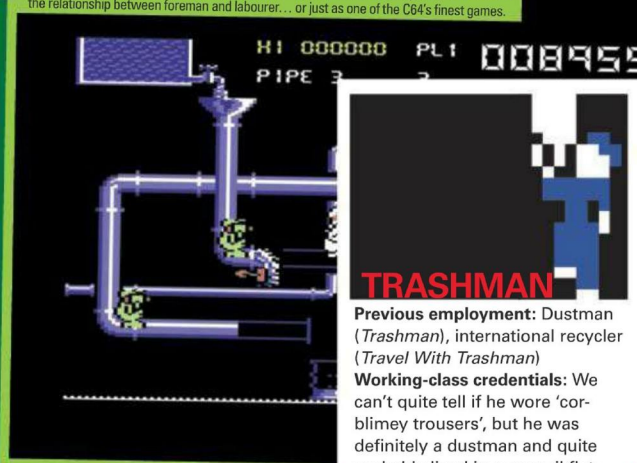 the relationship between foreman and labourer... or just as one of the C64's finest games.
HI 000000 PL1 008955
PIPE 3
TRASHMAN
Previous employment: Dustman
(Trashman), international recycler
(Travel With Trashman)
Working-class credentials: We
can't quite tell if he wore 'cor-
blimey trousers', but he was
definitely a dustman and quite